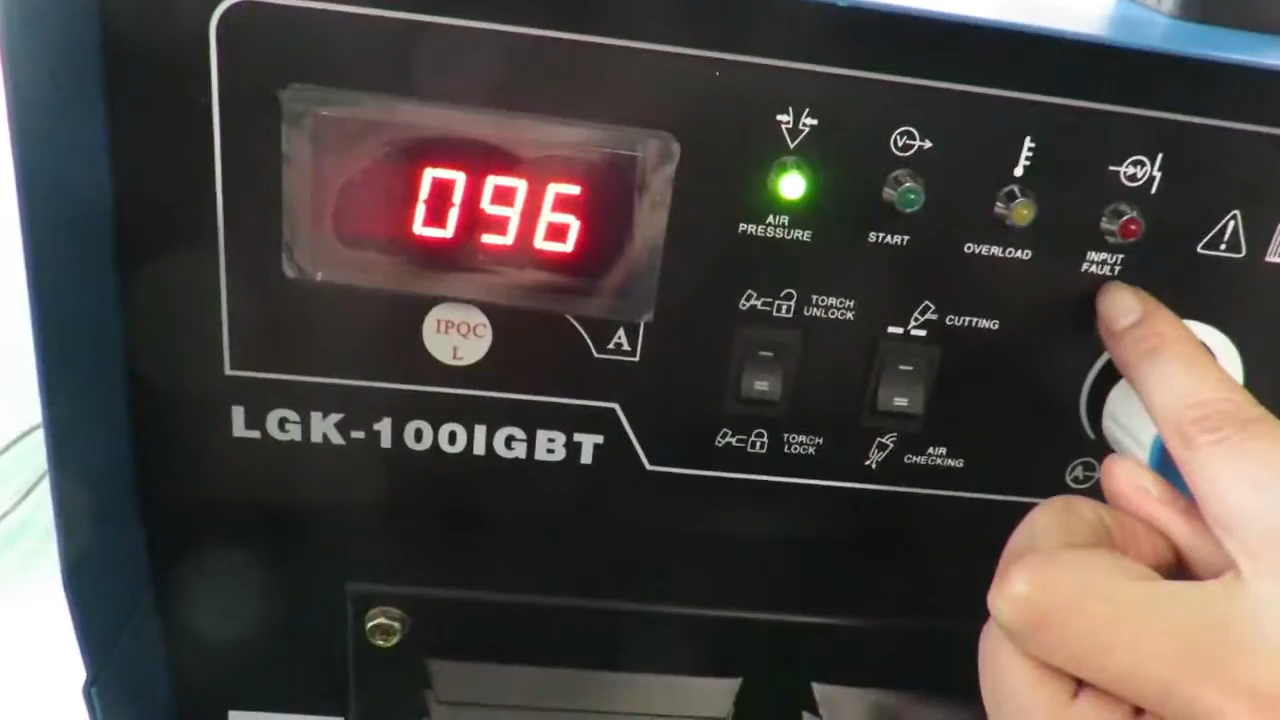 096
AIR
PRESSURE
START
OVERLOAD
INPUT
FAULT
TORCH
UNLOCK
CUTTING
IPQC
L
A
LGK-100IGBT
TORCH
LOCK
AIR
CHECKING
A